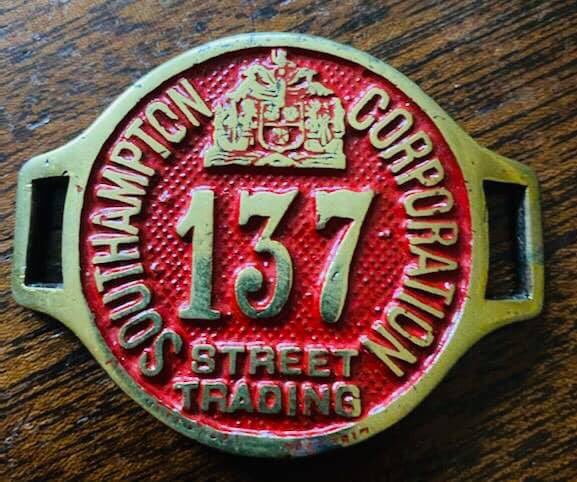 SOUTHAMPTON CORPORATION
137
STREET
TRADING